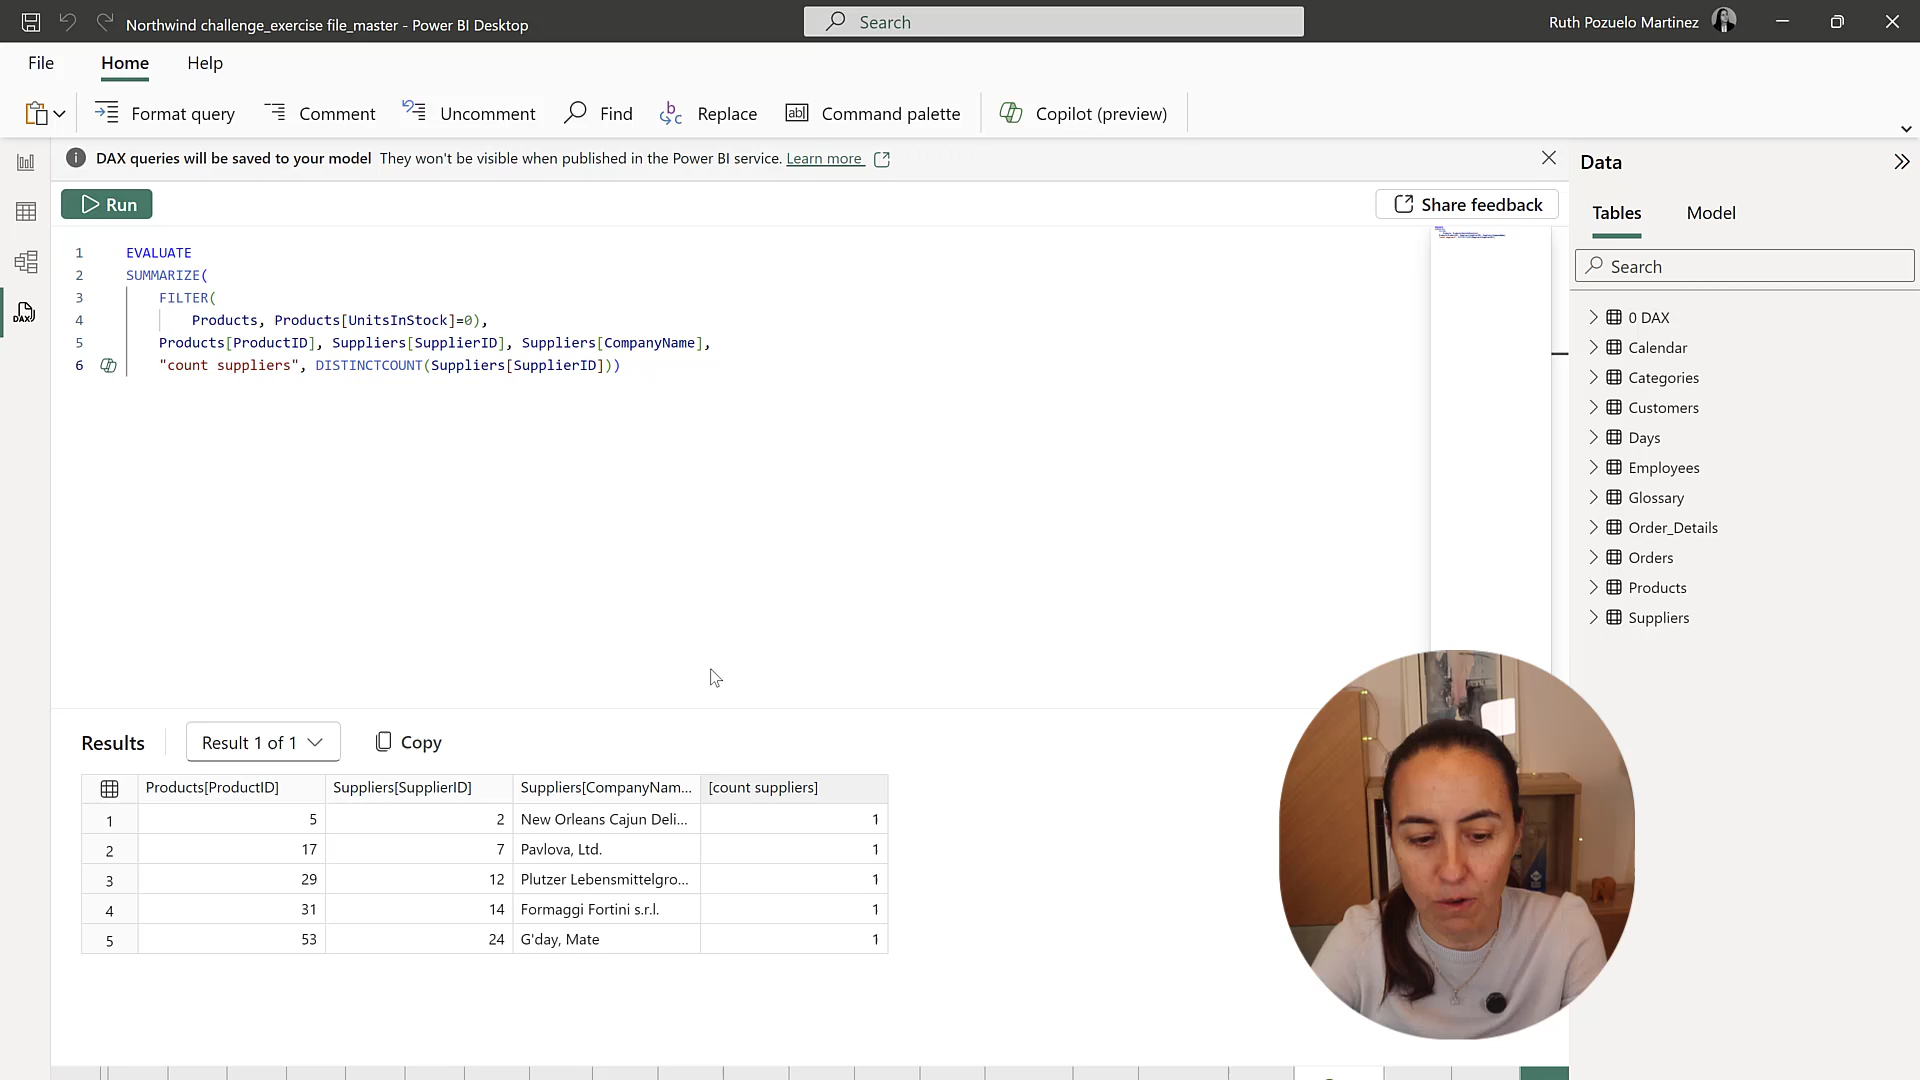 Northwind challenge_exercise file_master - Power BI Desktop
Search
Ruth Pozuelo Martinez
File
Home
Help
Format query
Comment
Uncomment
Find
Replace
Command palette
Copilot (preview)
DAX queries will be saved to your model They won't be visible when published in the Power BI service. Learn more
Run
Share feedback
1 EVALUATE
2 SUMMARIZE(
3 FILTER(
4 Products, Products[UnitsInStock]=0),
5 Products[ProductID], Suppliers[SupplierID], Suppliers[CompanyName],
6 "count suppliers", DISTINCTCOUNT(Suppliers[SupplierID]))
DAX
Data
Tables
Model
Search
0 DAX
Calendar
Categories
Customers
Days
Employees
Glossary
Order_Details
Orders
Products
Suppliers
Results
Result 1 of 1
Copy
Products[ProductID] Suppliers[SupplierID] Suppliers[CompanyNam... [count suppliers]
1 5 2 New Orleans Cajun Deli... 1
2 17 7 Pavlova, Ltd. 1
3 29 12 Plutzer Lebensmittelgro... 1
4 31 14 Formaggi Fortini s.r.l. 1
5 53 24 G'day, Mate 1